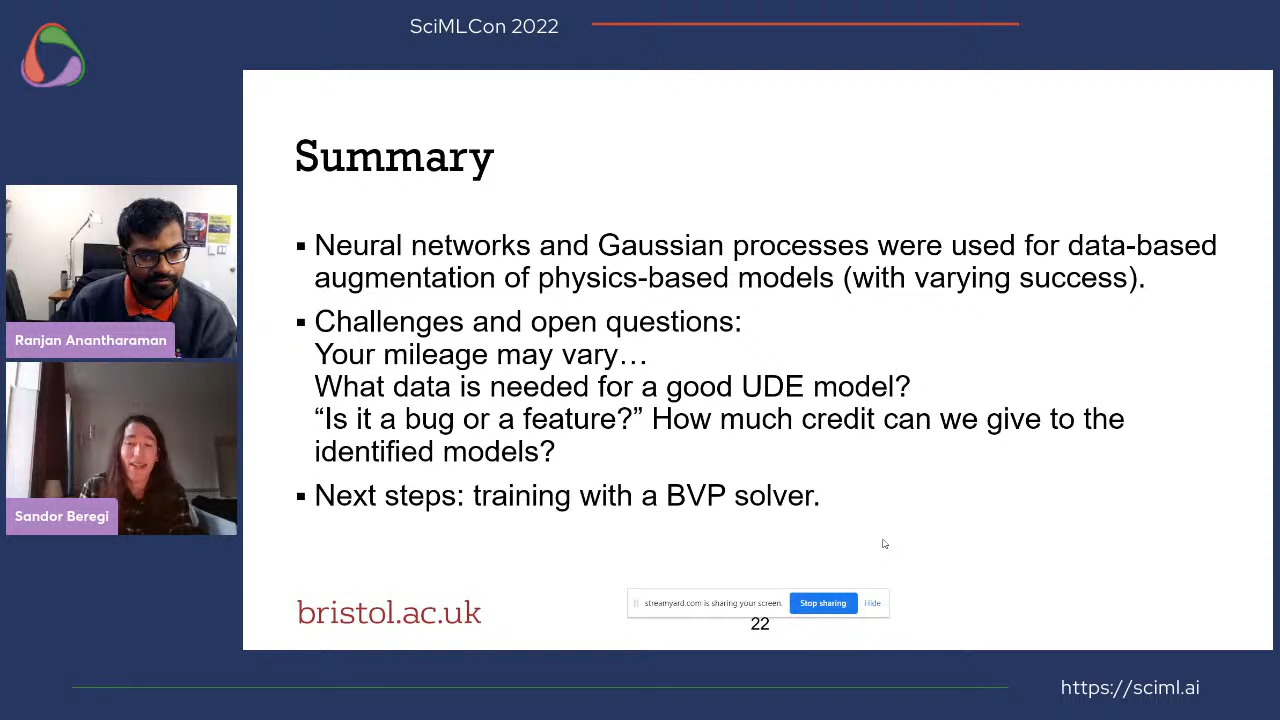 SciMLCon 2022
Summary
▪ Neural networks and Gaussian processes were used for data-based
augmentation of physics-based models (with varying success).
▪ Challenges and open questions:
Your mileage may vary…
What data is needed for a good UDE model?
“Is it a bug or a feature?” How much credit can we give to the
identified models?
▪ Next steps: training with a BVP solver.
Ranjan Anantharaman
Sandor Beregi
bristol.ac.uk
streamyard.com is sharing your screen. Stop sharing Hide
22
https://sciml.ai